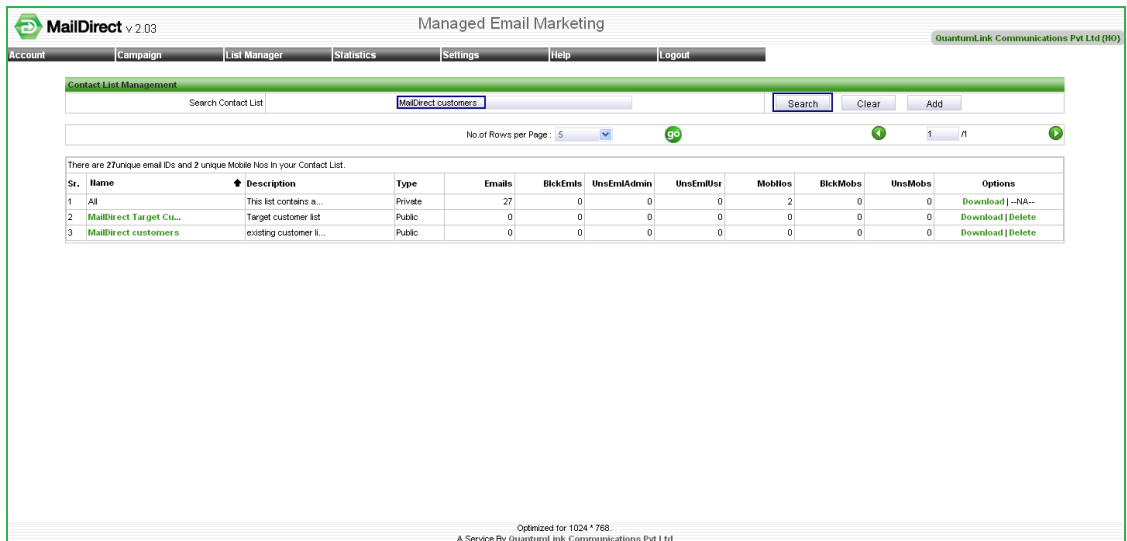 MailDirect v 2.03
Managed Email Marketing
QuantumLink Communications Pvt Ltd (HO)
Account Campaign List Manager Statistics Settings Help Logout
Contact List Management
Search Contact List MailDirect customers Search Clear Add
No.of Rows per Page : 5 go 1 /1
There are 27unique email IDs and 2 unique Mobile Nos In your Contact List.
Sr. Name Description Type Emails BlckEmls UnsEmlAdmin UnsEmlUsr MobNos BlckMobs UnsMobs Options
1 All This list contains a... Private 27 0 0 0 2 0 0 Download | --NA--
2 MailDirect Target Cu... Target customer list Public 0 0 0 0 0 0 0 Download | Delete
3 MailDirect customers existing customer li... Public 0 0 0 0 0 0 0 Download | Delete
Optimized for 1024 * 768.
A Service By QuantumLink Communications Pvt Ltd